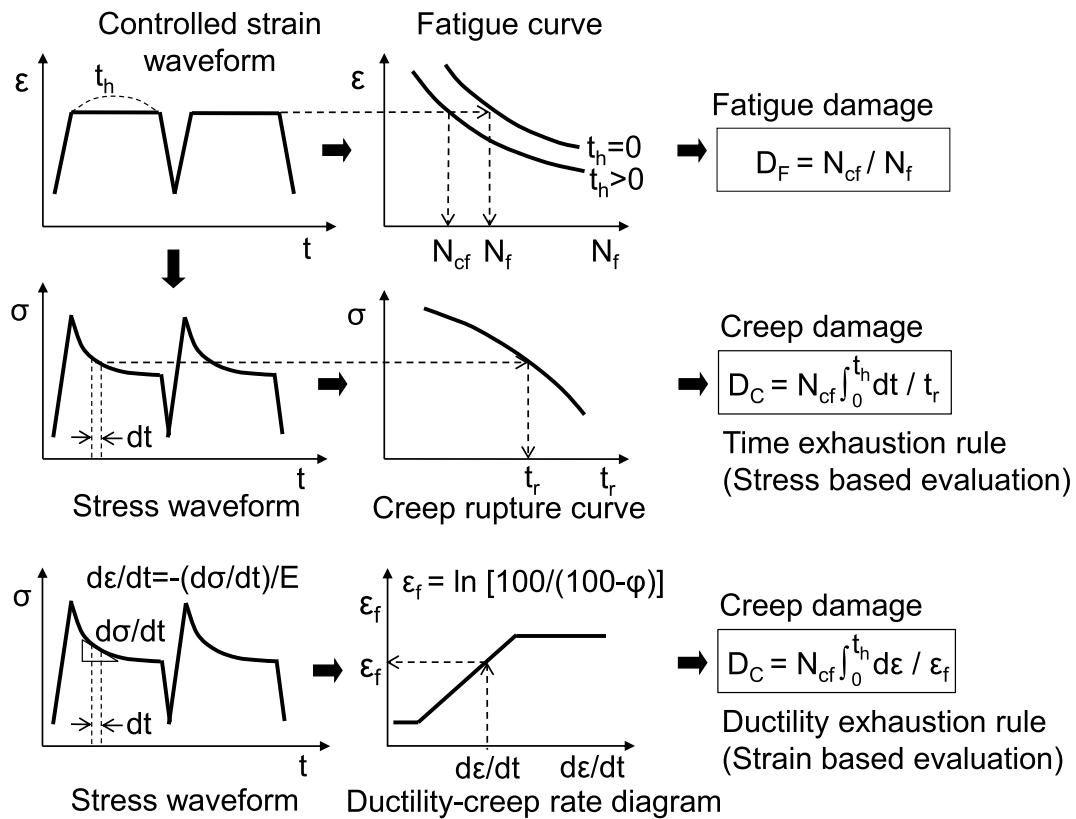 Controlled strain
waveform
ε
t_h
t
Fatigue curve
ε
t_h=0
t_h>0
N_cf
N_f
N_f
Fatigue damage
D_F = N_cf / N_f
σ
dt
t
Stress waveform
σ
t_r
t_r
Creep rupture curve
Creep damage
D_C = N_cf ∫_0^{t_h} dt / t_r
Time exhaustion rule
(Stress based evaluation)
dε/dt=-(dσ/dt)/E
σ
dσ/dt
dt
t
Stress waveform
ε_f = ln [100/(100-φ)]
ε_f
ε_f
dε/dt
dε/dt
Ductility-creep rate diagram
Creep damage
D_C = N_cf ∫_0^{t_h} dε / ε_f
Ductility exhaustion rule
(Strain based evaluation)